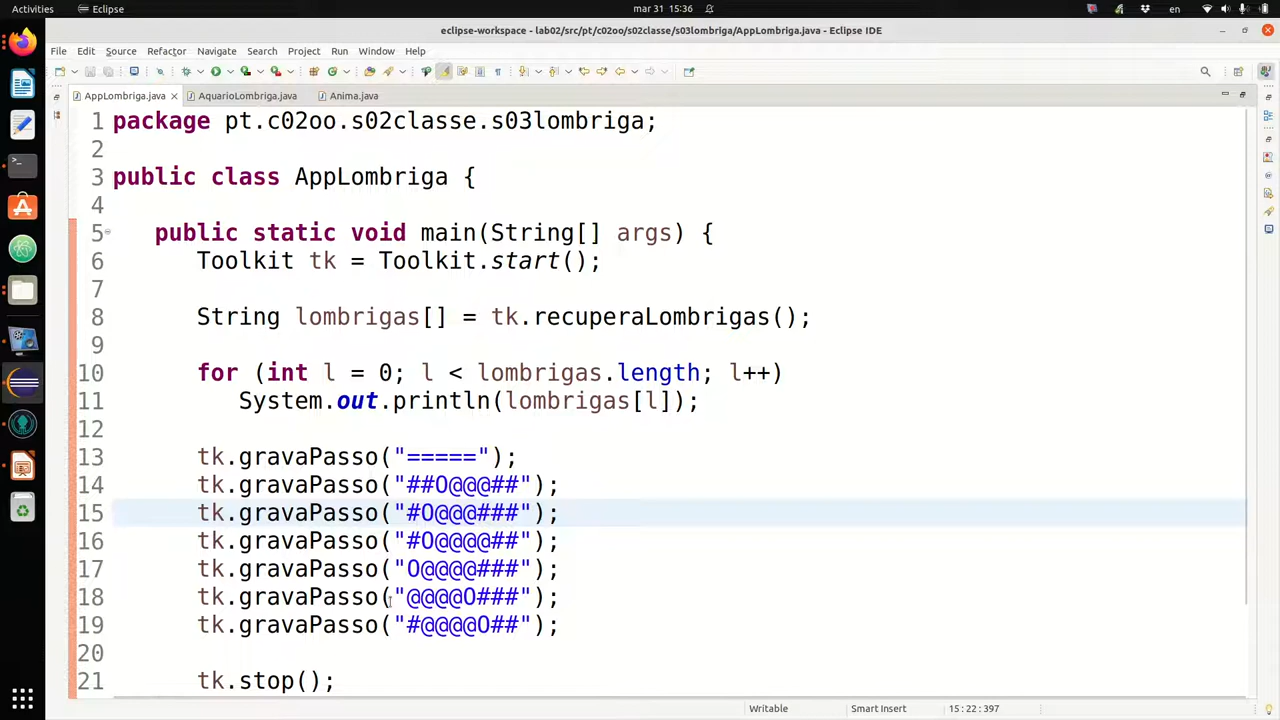 Activities
Eclipse
mar 31 15:36
en
eclipse-workspace - lab02/src/pt/c02oo/s02classe/s03lombriga/AppLombriga.java - Eclipse IDE
File Edit Source Refactor Navigate Search Project Run Window Help
AppLombriga.java AquarioLombriga.java Anima.java
1 package pt.c02oo.s02classe.s03lombriga;
2
3 public class AppLombriga {
4
5 public static void main(String[] args) {
6 Toolkit tk = Toolkit.start();
7
8 String lombrigas[] = tk.recuperaLombrigas();
9
10 for (int l = 0; l < lombrigas.length; l++)
11 System.out.println(lombrigas[l]);
12
13 tk.gravaPasso("=====");
14 tk.gravaPasso("##O@@@##");
15 tk.gravaPasso("#O@@@###");
16 tk.gravaPasso("#O@@@@##");
17 tk.gravaPasso("O@@@@###");
18 tk.gravaPasso("@@@@O###");
19 tk.gravaPasso("#@@@@O##");
20
21 tk.stop();
Writable
Smart Insert
15 : 22 : 397